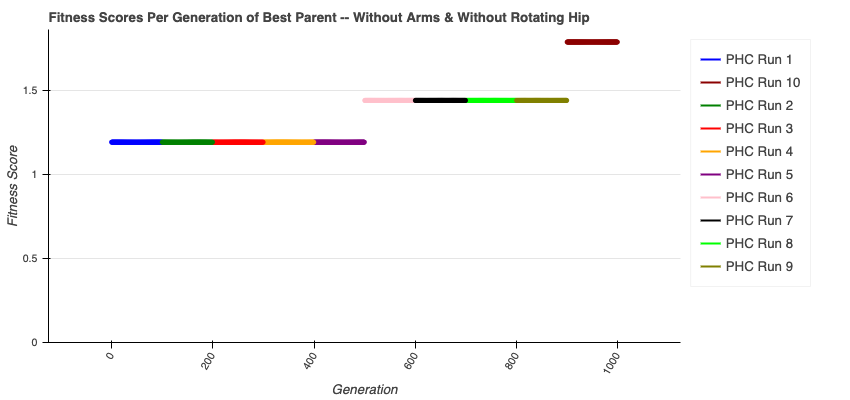 Fitness Scores Per Generation of Best Parent -- Without Arms & Without Rotating Hip
Fitness Score
1.5
1
0.5
0
0
200
400
600
800
1000
Generation
PHC Run 1
PHC Run 10
PHC Run 2
PHC Run 3
PHC Run 4
PHC Run 5
PHC Run 6
PHC Run 7
PHC Run 8
PHC Run 9